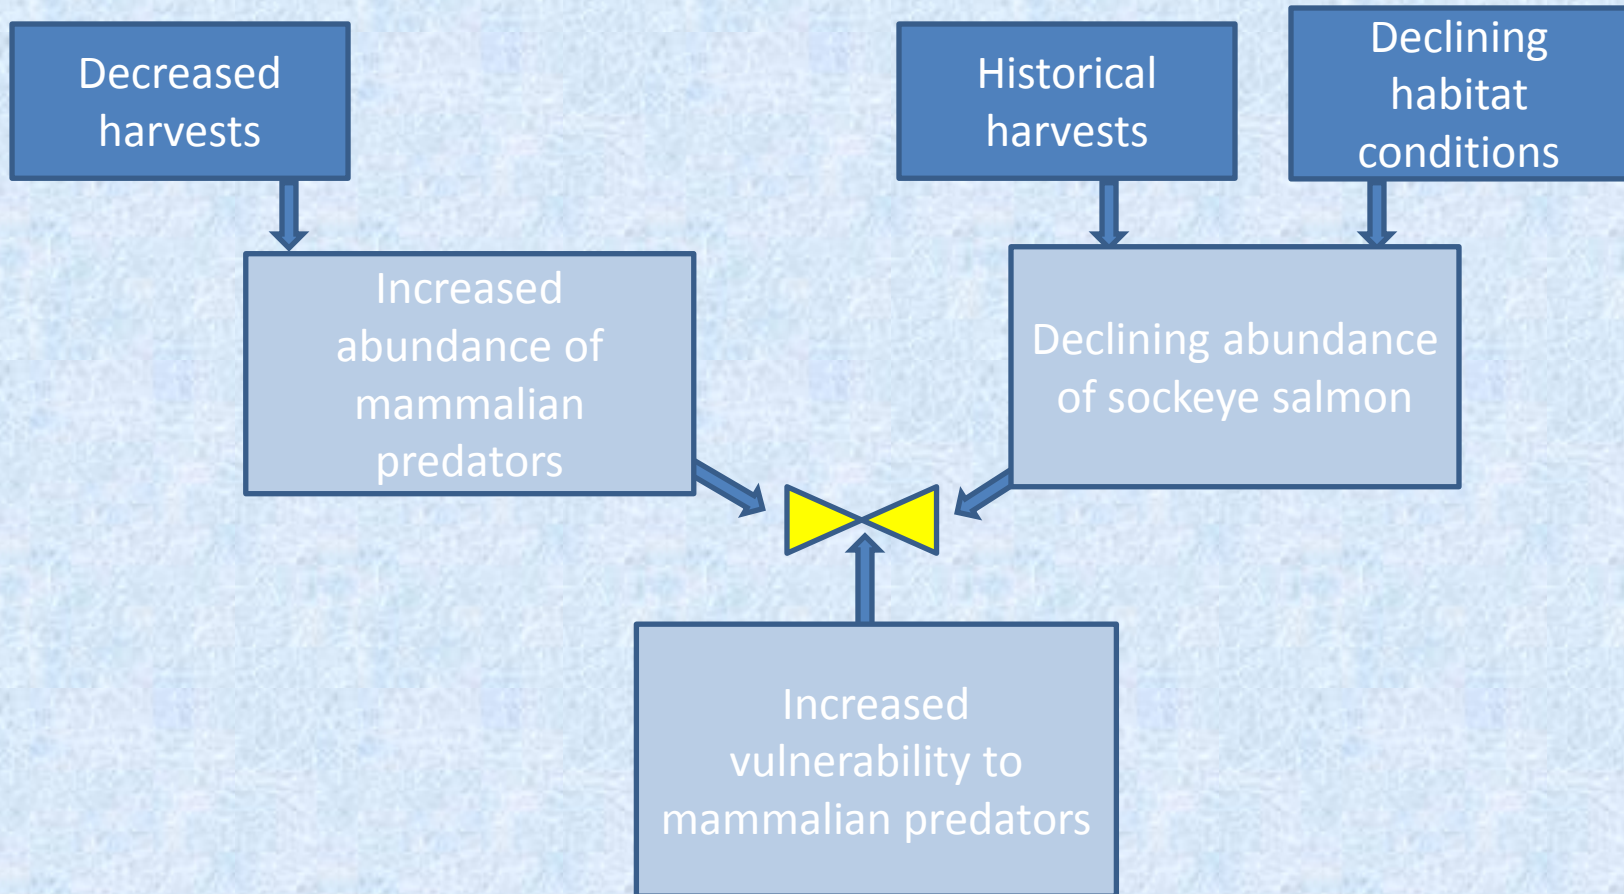 Decreased
harvests
Historical
harvests
Declining
habitat
conditions
Increased
abundance of
mammalian
predators
Declining abundance
of sockeye salmon
Increased
vulnerability to
mammalian predators